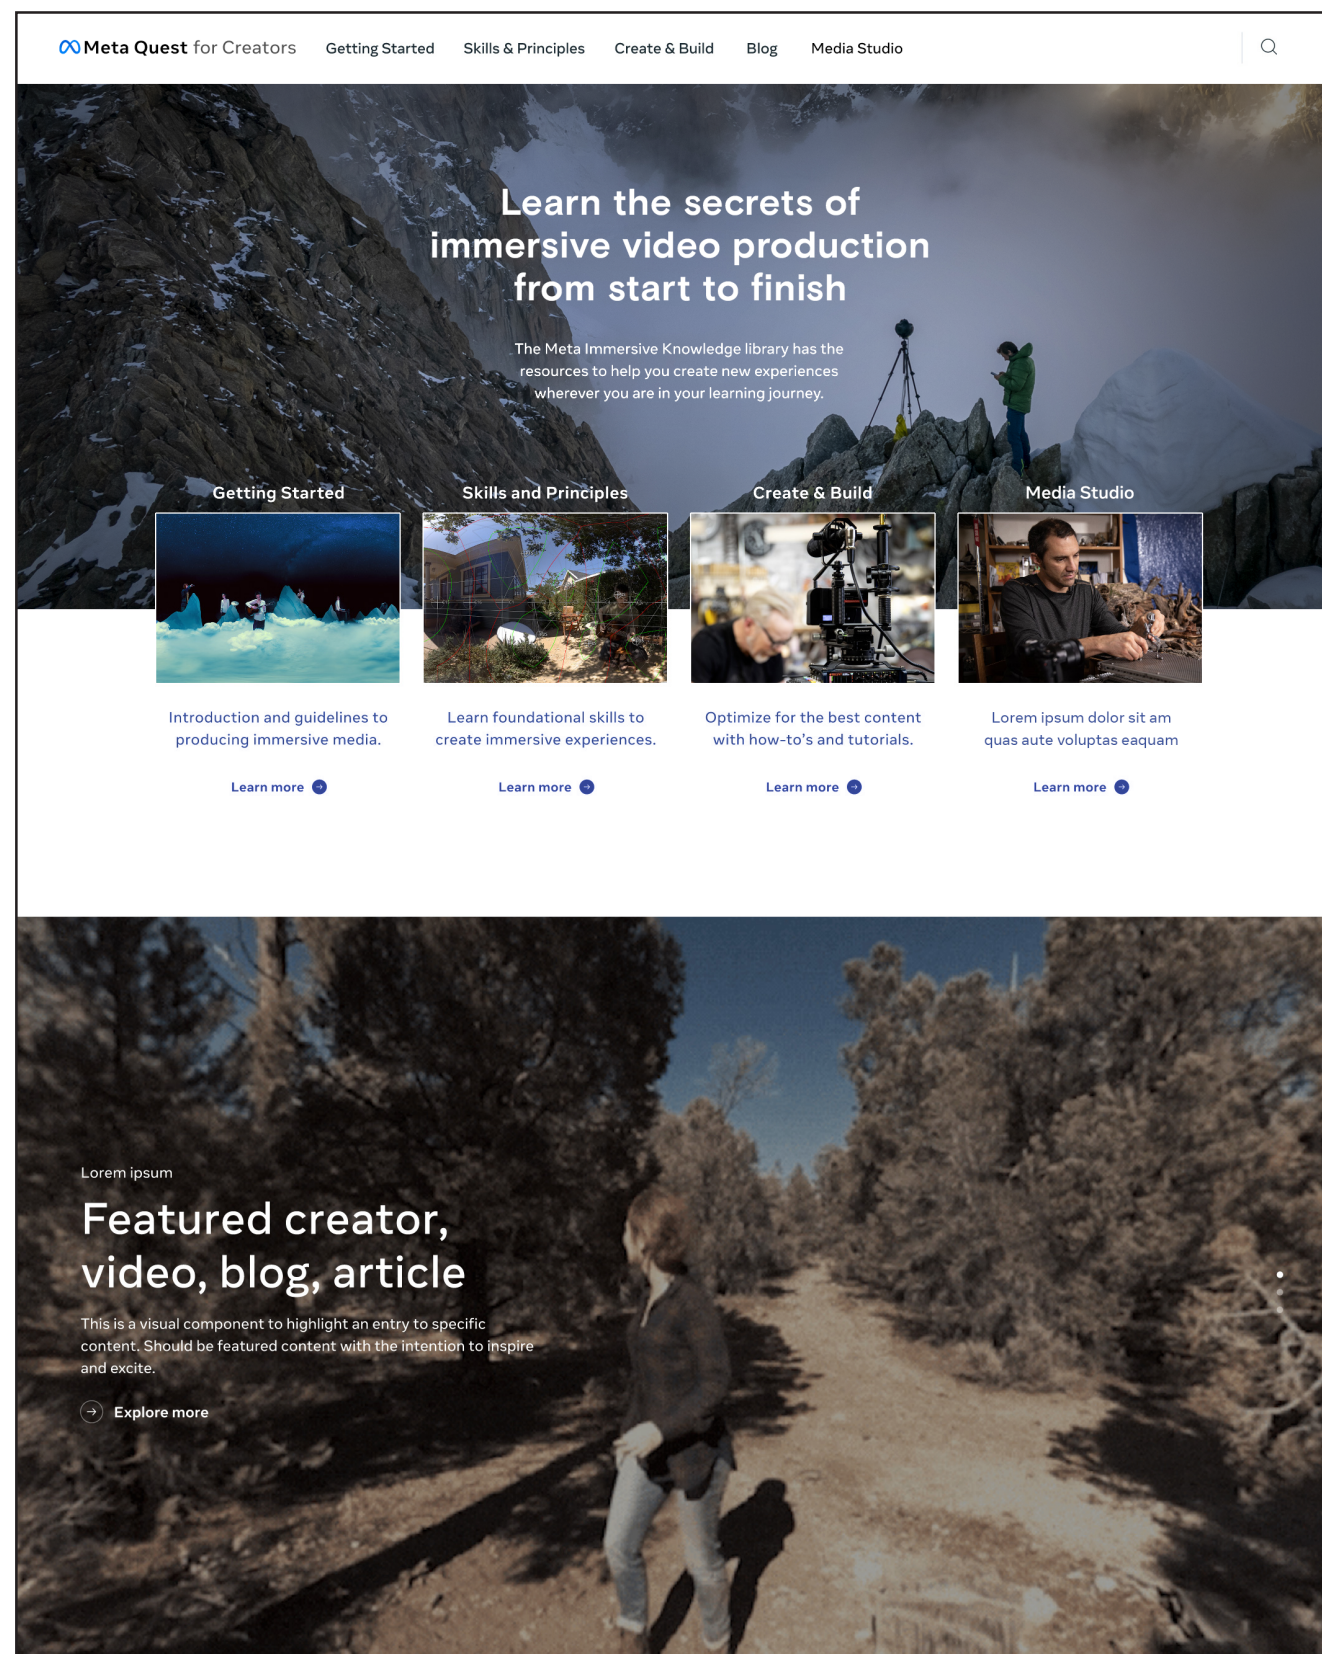 Meta Quest for Creators
Getting Started
Skills & Principles
Create & Build
Blog
Media Studio
Learn the secrets of
immersive video production
from start to finish
The Meta Immersive Knowledge library has the
resources to help you create new experiences
wherever you are in your learning journey.
Getting Started
Skills and Principles
Create & Build
Media Studio
Introduction and guidelines to
producing immersive media.
Learn foundational skills to
create immersive experiences.
Optimize for the best content
with how-to’s and tutorials.
Lorem ipsum dolor sit am
quas aute voluptas eaquam
Learn more
Learn more
Learn more
Learn more
Lorem ipsum
Featured creator,
video, blog, article
This is a visual component to highlight an entry to specific
content. Should be featured content with the intention to inspire
and excite.
Explore more